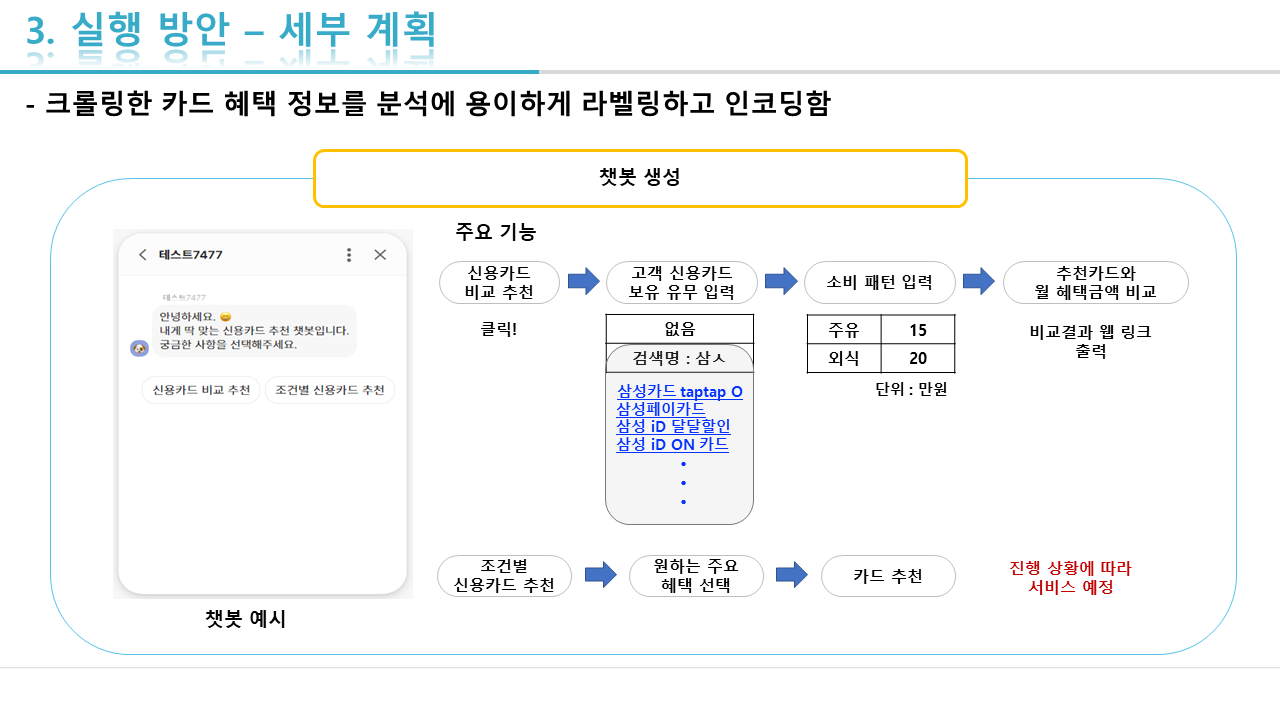 3. 실행 방안 – 세부 계획
- 크롤링한 카드 혜택 정보를 분석에 용이하게 라벨링하고 인코딩함
챗봇 생성
테스트7477
테스트7477
안녕하세요. 😀
내게 딱 맞는 신용카드 추천 챗봇입니다.
궁금한 사항을 선택해주세요.
신용카드 비교 추천
조건별 신용카드 추천
챗봇 예시
주요 기능
신용카드
비교 추천
클릭!
고객 신용카드
보유 유무 입력
없음
검색명 : 삼ㅅ
삼성카드 taptap O
삼성페이카드
삼성 iD 달달할인
삼성 iD ON 카드
소비 패턴 입력
주유 15
외식 20
단위 : 만원
추천카드와
월 혜택금액 비교
비교결과 웹 링크
출력
조건별
신용카드 추천
원하는 주요
혜택 선택
카드 추천
진행 상황에 따라
서비스 예정